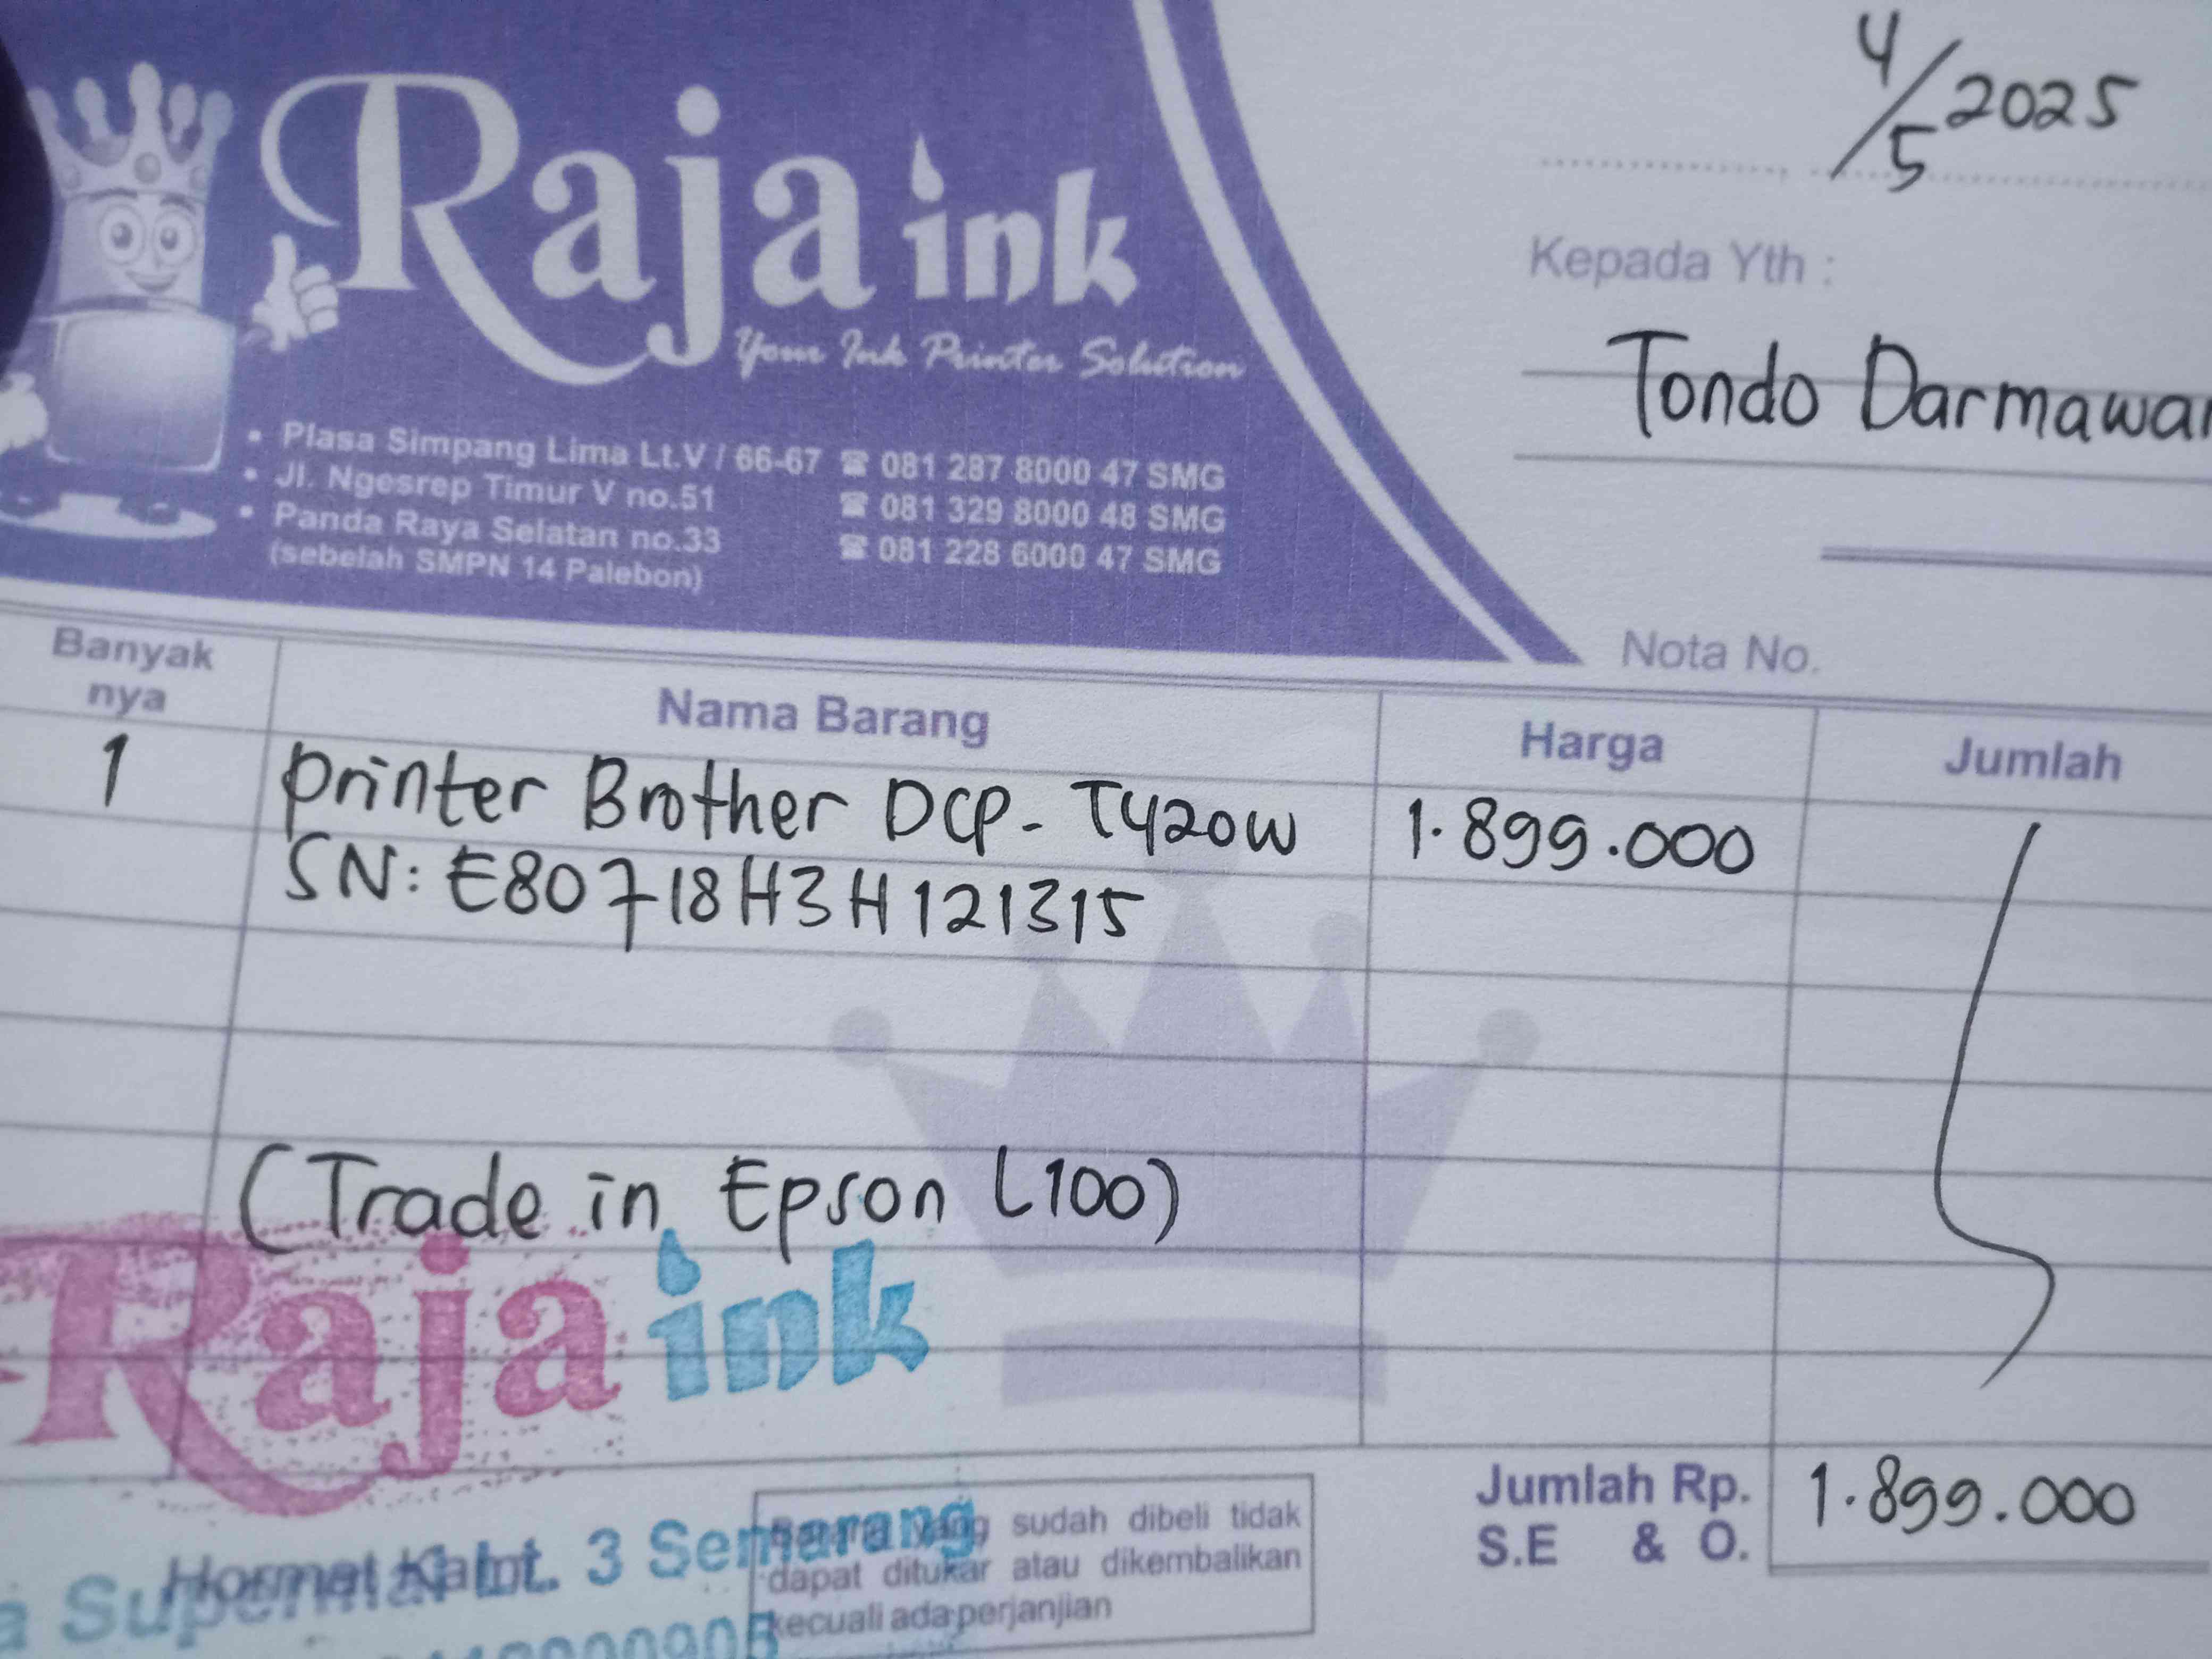 Raja ink
Your Ink Printer Solution
• Plasa Simpang Lima Lt.V / 66-67 ☎ 081 287 8000 47 SMG
• Jl. Ngesrep Timur V no.51 ☎ 081 329 8000 48 SMG
• Panda Raya Selatan no.33 ☎ 081 228 6000 47 SMG
(sebelah SMPN 14 Palebon)
4/5 2025
Kepada Yth :
Tondo
Nota No.
Banyak nya Nama Barang Harga Jumlah
1 Printer Brother DCP-T420W 1.899.000
SN: E80718H3H121315
(Trade in Epson L100)
Raja ink
Jumlah Rp. 1.899.000
S.E & O.
Lt. 3 Semarang
Hormat Kami
yang sudah dibeli tidak
dapat ditukar atau dikembalikan
kecuali ada perjanjian